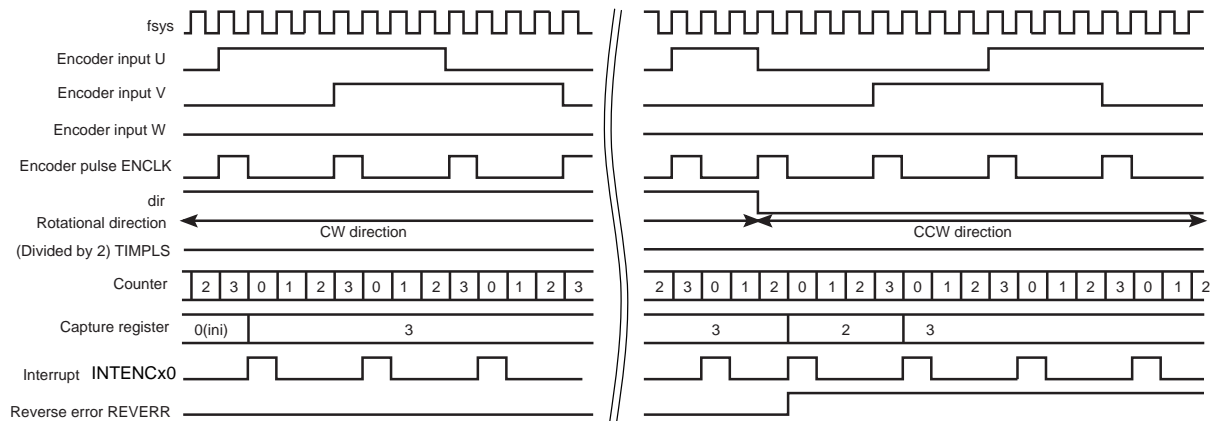 fsys
Encoder input U
Encoder input V
Encoder input W
Encoder pulse ENCLK
dir
Rotational direction
CW direction
CCW direction
(Divided by 2) TIMPLS
Counter 2 3 0 1 2 3 0 1 2 3 0 1 2 3 2 3 0 1 2 0 1 2 3 0 1 2 3 0 1 2 3 0 1 2
Capture register 0(ini) 3 3 2 3
Interrupt INTENCx0
Reverse error REVERR